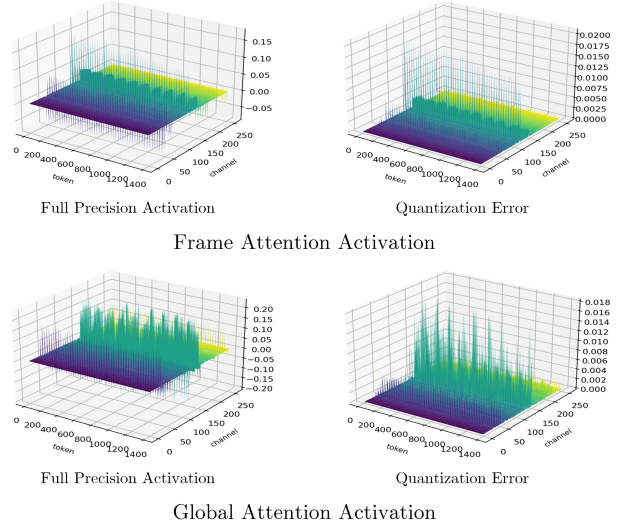 0.15
0.10
0.05
0.00
−0.05
0 200 400 600 800 1000 1200 1400
token
0 50 100 150 200 250
channel
Full Precision Activation
0.0200
0.0175
0.0150
0.0125
0.0100
0.0075
0.0050
0.0025
0.0000
0 200 400 600 800 1000 1200 1400
token
0 50 100 150 200 250
channel
Quantization Error
Frame Attention Activation
0.20
0.15
0.10
0.05
0.00
−0.05
−0.10
−0.15
−0.20
0 200 400 600 800 1000 1200 1400
token
0 50 100 150 200 250
channel
Full Precision Activation
0.018
0.016
0.014
0.012
0.010
0.008
0.006
0.004
0.002
0.000
0 200 400 600 800 1000 1200 1400
token
0 50 100 150 200 250
channel
Quantization Error
Global Attention Activation